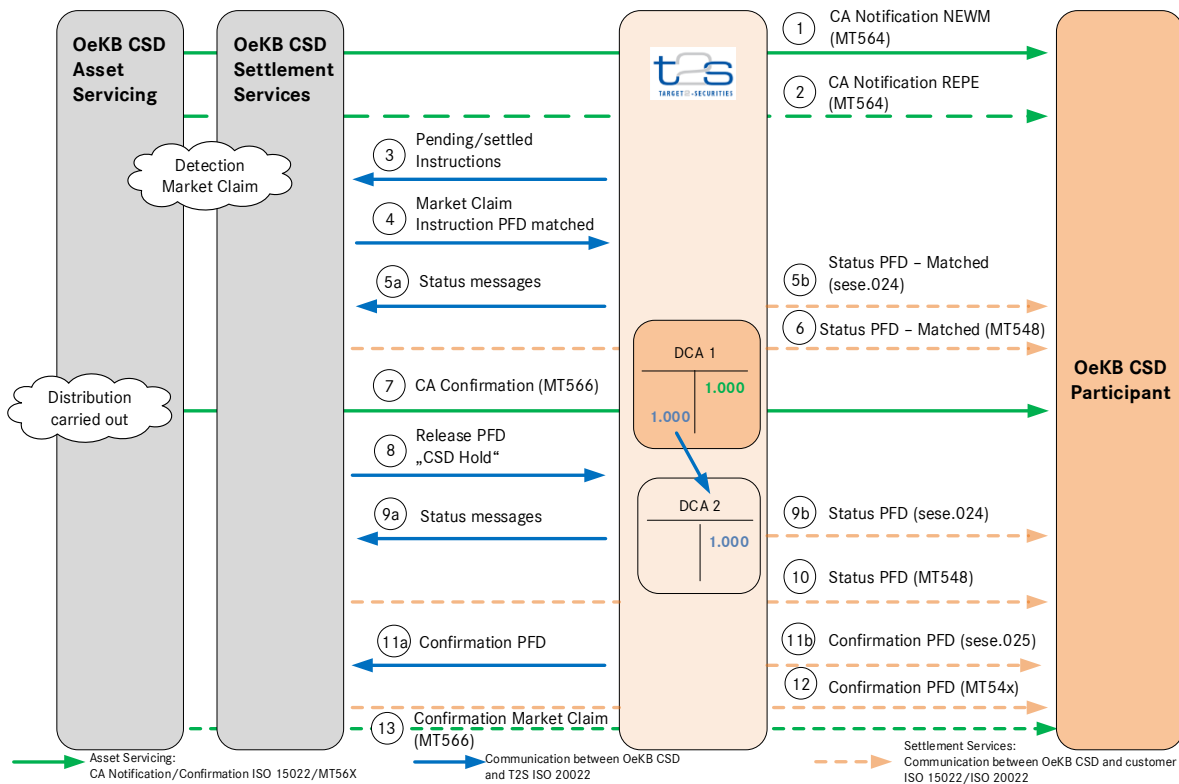 OeKB CSD
Asset
Servicing
OeKB CSD
Settlement
Services
t2s
TARGET2-SECURITIES
OeKB CSD
Participant
1
CA Notification NEWM
(MT564)
2
CA Notification REPE
(MT564)
3
Pending/settled
Instructions
Detection
Market Claim
4
Market Claim
Instruction PFD matched
5a
Status messages
5b
Status PFD – Matched
(sese.024)
6
Status PFD – Matched (MT548)
DCA 1
1.000
1.000
7
CA Confirmation (MT566)
Distribution
carried out
8
Release PFD
„CSD Hold“
DCA 2
1.000
9a
Status messages
9b
Status PFD (sese.024)
10
Status PFD (MT548)
11a
Confirmation PFD
11b
Confirmation PFD (sese.025)
12
Confirmation PFD (MT54x)
13
Confirmation Market Claim
(MT566)
Asset Servicing:
CA Notification/Confirmation ISO 15022/MT56X
Communication between OeKB CSD
and T2S ISO 20022
Settlement Services:
Communication between OeKB CSD and customer
ISO 15022/ISO 20022